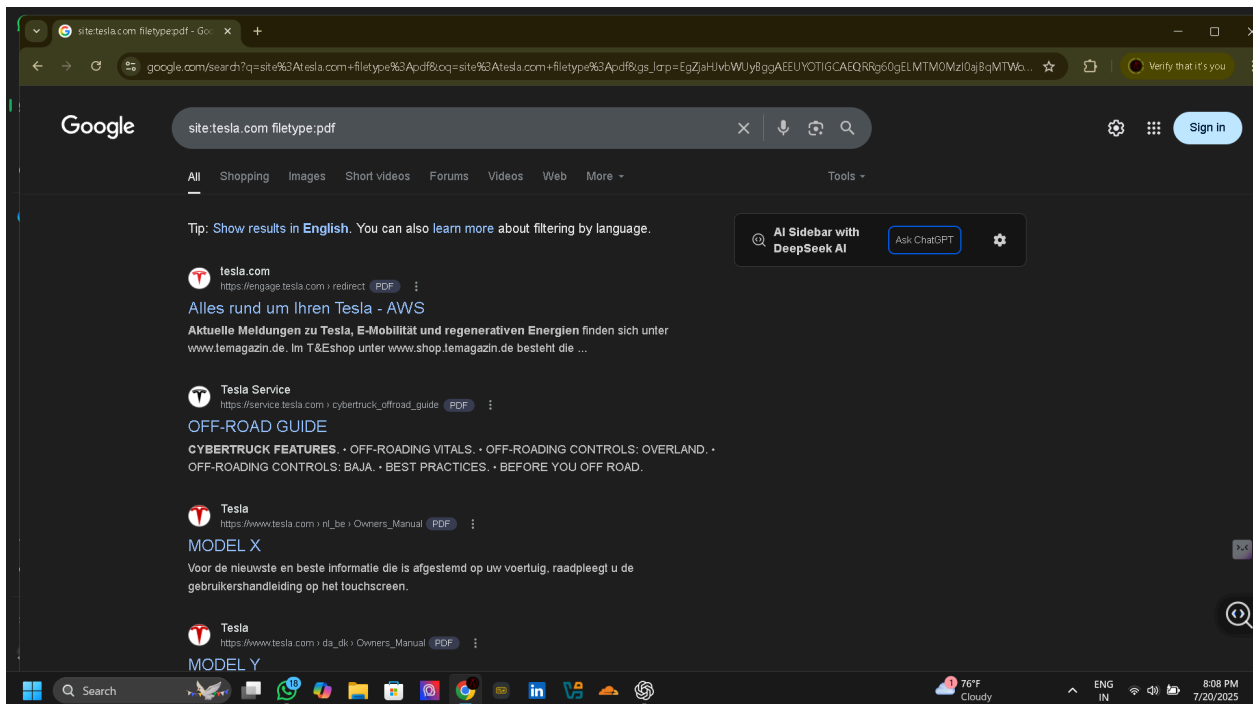 site:tesla.com filetype:pdf - Goo
google.com/search?q=site%3Atesla.com+filetype%3Apdf&oq=site%3Atesla.com+filetype%3Apdf&gs_lcrp=EgZjaHJvbWUyBggAEEUYOTIGCAEQRRg60gELMTM0MzI0ajBqMTWo...
Verify that it's you
Google
site:tesla.com filetype:pdf
Sign in
All Shopping Images Short videos Forums Videos Web More Tools
Tip: Show results in English. You can also learn more about filtering by language.
AI Sidebar with
DeepSeek AI
Ask ChatGPT
tesla.com
https://engage.tesla.com › redirect PDF
Alles rund um Ihren Tesla - AWS
Aktuelle Meldungen zu Tesla, E-Mobilität und regenerativen Energien finden sich unter
www.temagazin.de. Im T&Eshop unter www.shop.temagazin.de besteht die ...
Tesla Service
https://service.tesla.com › cybertruck_offroad_guide PDF
OFF-ROAD GUIDE
CYBERTRUCK FEATURES. • OFF-ROADING VITALS. • OFF-ROADING CONTROLS: OVERLAND. •
OFF-ROADING CONTROLS: BAJA. • BEST PRACTICES. • BEFORE YOU OFF ROAD.
Tesla
https://www.tesla.com › nl_be › Owners_Manual PDF
MODEL X
Voor de nieuwste en beste informatie die is afgestemd op uw voertuig, raadpleegt u de
gebruikershandleiding op het touchscreen.
Tesla
https://www.tesla.com › da_dk › Owners_Manual PDF
MODEL Y
Search
18
1
76°F
Cloudy
ENG
IN
8:08 PM
7/20/2025